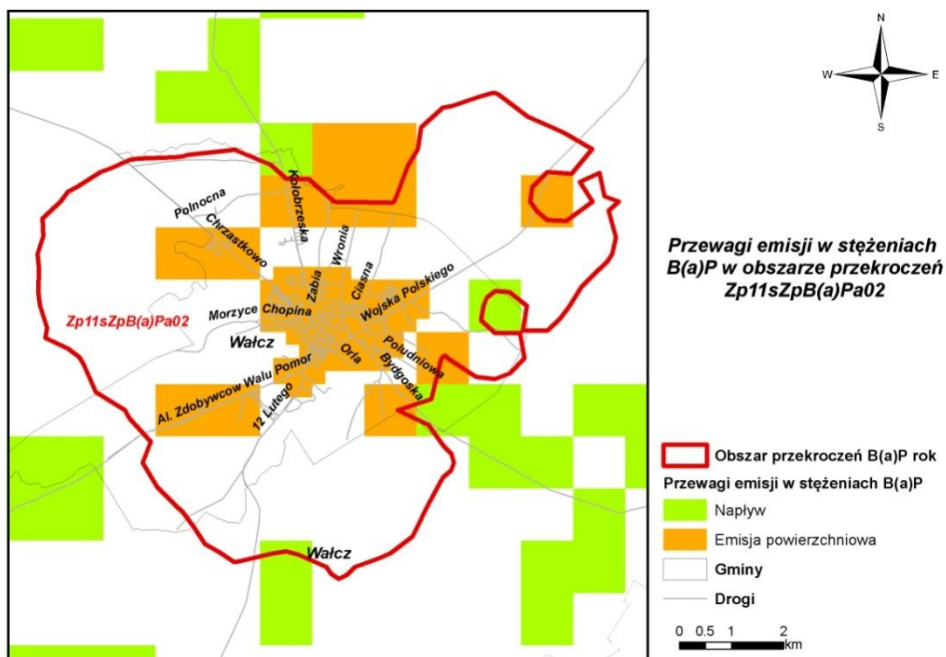 N
W
E
S
Przewagi emisji w stężeniach
B(a)P w obszarze przekroczeń
Zp11sZpB(a)Pa02
Polnocna
Kolobrzeska
Chrzastkowo
Wronia
Zabia
Ciasna
Wojska Polskiego
Morzyce
Chopina
Zp11sZpB(a)Pa02
Wałcz
Orla
Poludniowa
Bydgoska
Al. Zdobywcow Walu Pomor
12 Lutego
Wałcz
Obszar przekroczeń B(a)P rok
Przewagi emisji w stężeniach B(a)P
Napływ
Emisja powierzchniowa
Gminy
Drogi
0 0.5 1 2
km